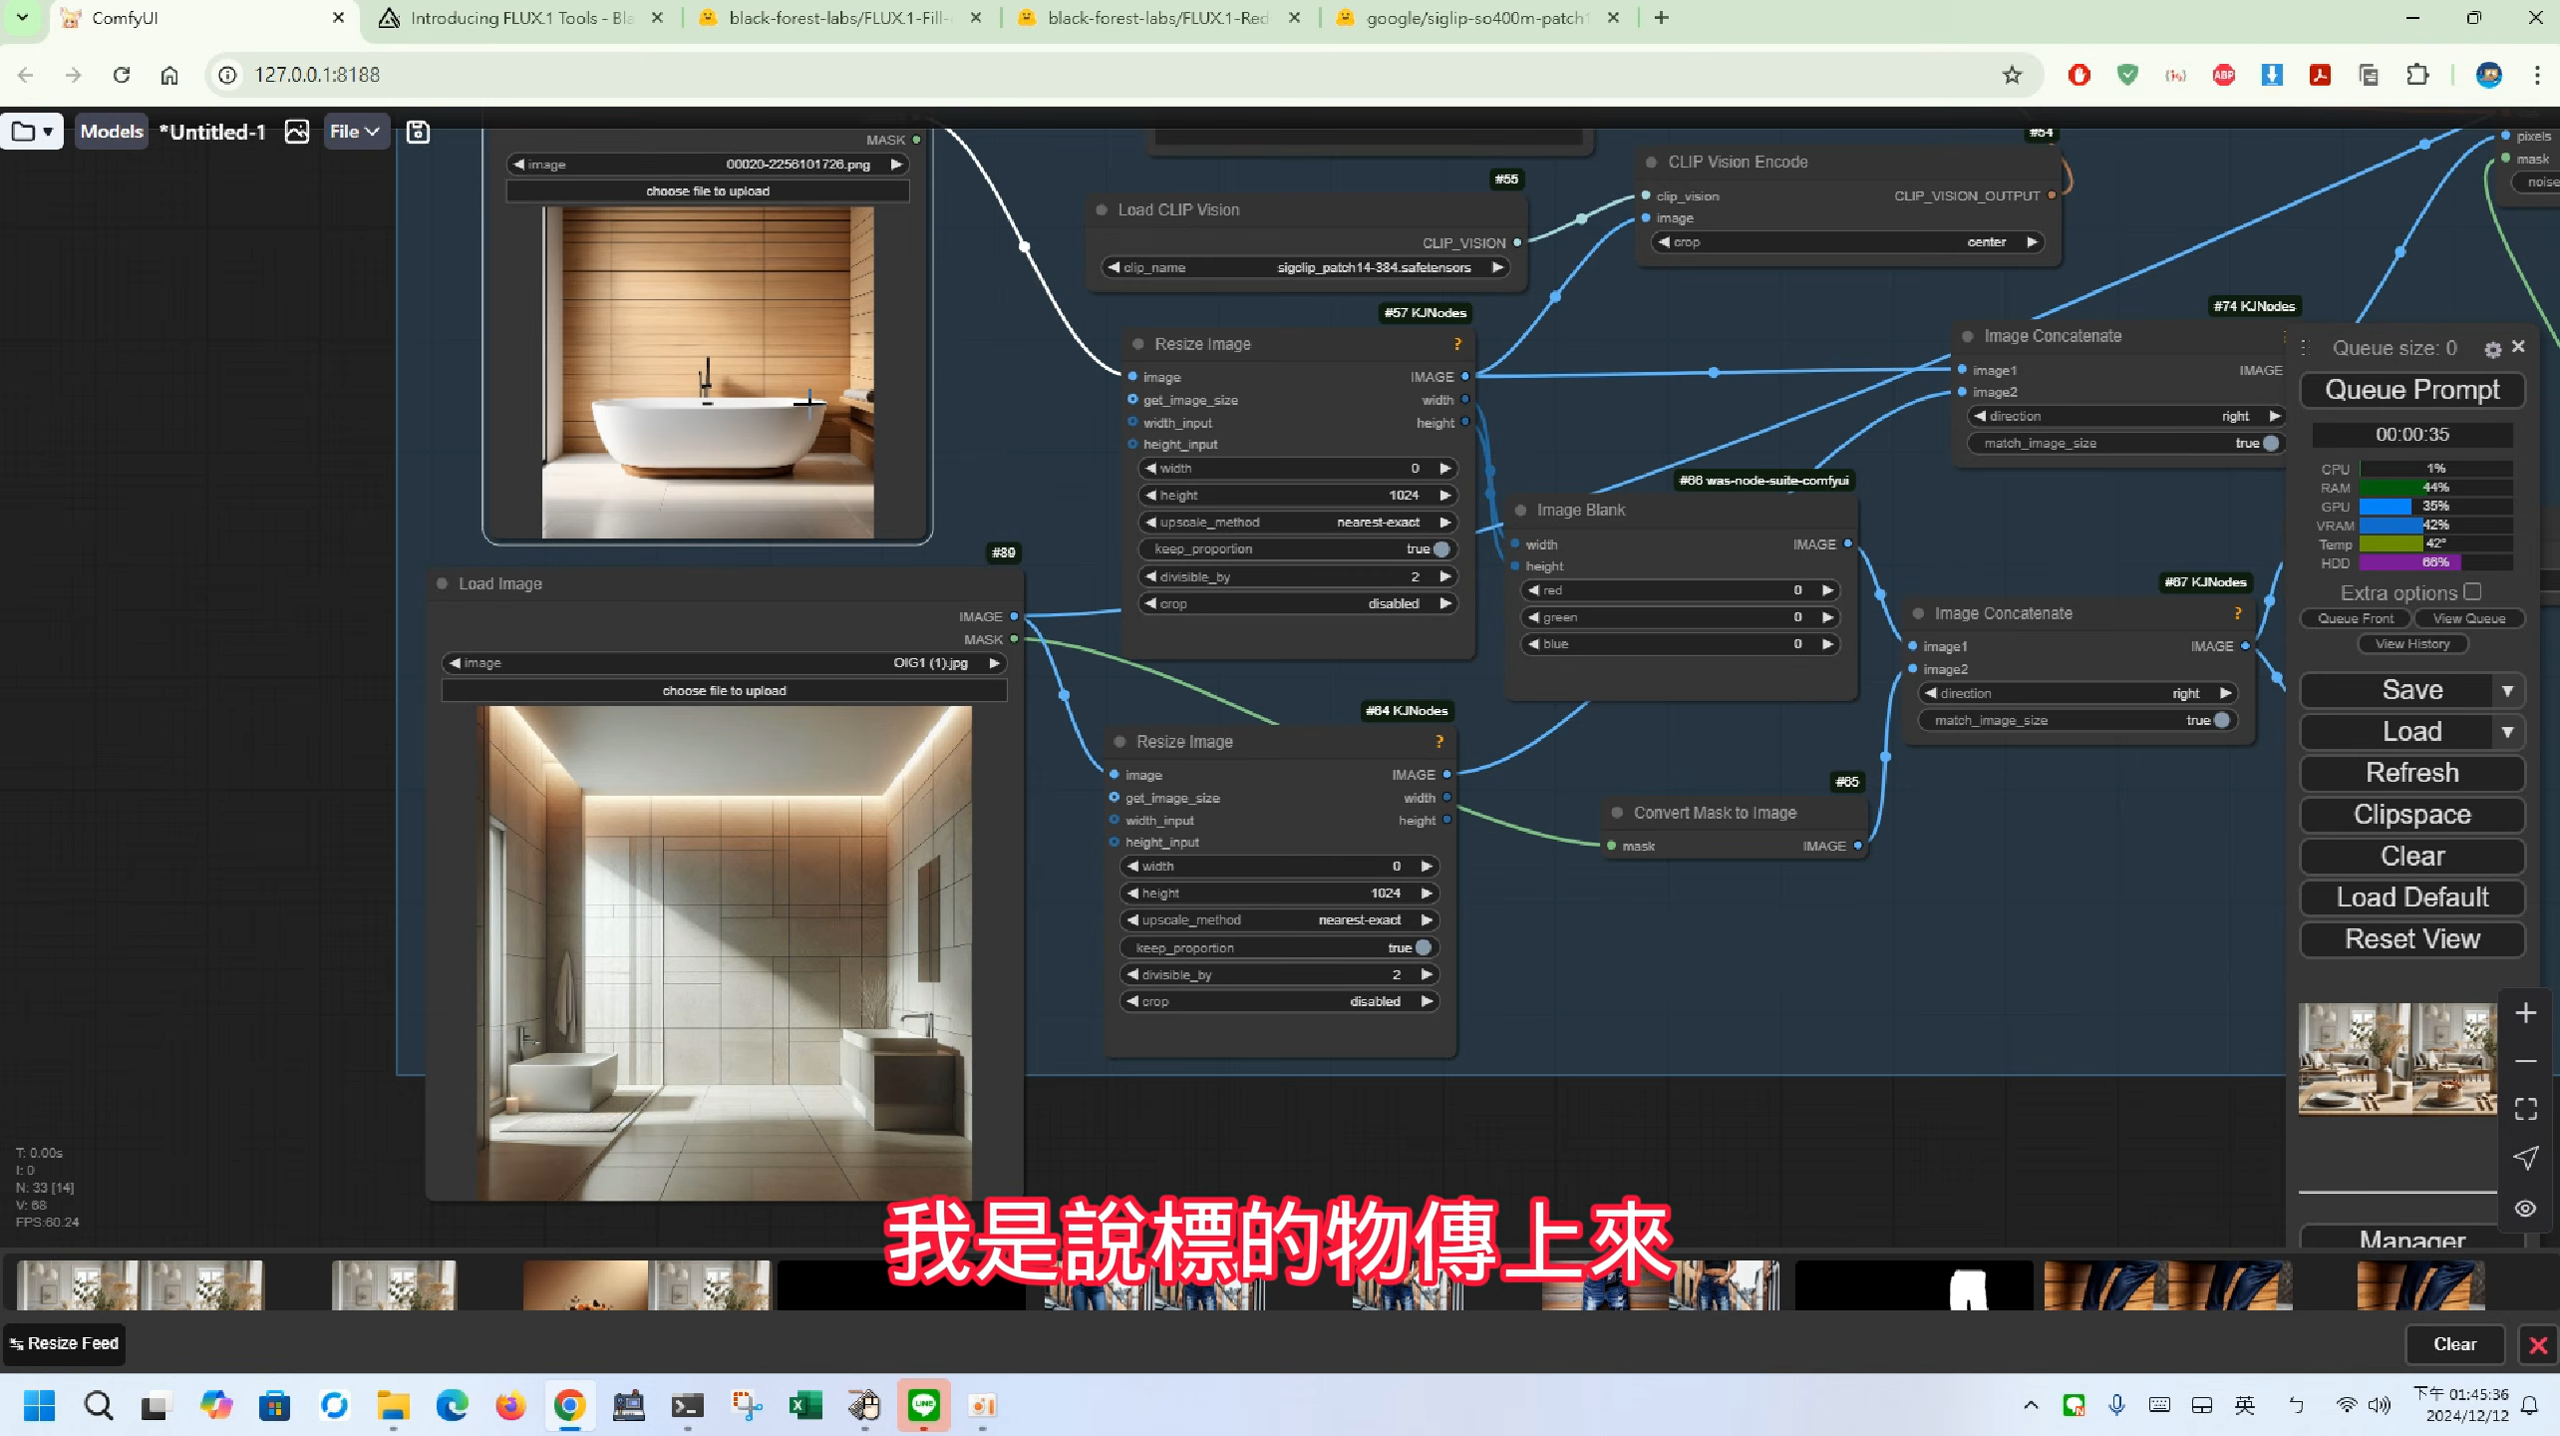 ComfyUI
Introducing FLUX.1 Tools - Bla
black-forest-labs/FLUX.1-Fill-
black-forest-labs/FLUX.1-Red
google/siglip-so400m-patch1
127.0.0.1:8188
Models
*Untitled-1
File
MASK
image 00020-2256101726.png
choose file to upload
#55
Load CLIP Vision
CLIP_VISION
clip_name sigclip_patch14-384.safetensors
#54
CLIP Vision Encode
clip_vision CLIP_VISION_OUTPUT
image
crop center
pixels
mask
noise
#57 KJNodes
Resize Image ?
image IMAGE
get_image_size width
width_input height
height_input
width 0
height 1024
upscale_method nearest-exact
keep_proportion true
divisible_by 2
crop disabled
#74 KJNodes
Image Concatenate
image1 IMAGE
image2
direction right
match_image_size true
#66 was-node-suite-comfyui
Image Blank
width IMAGE
height
red 0
green 0
blue 0
#89
Load Image
IMAGE
MASK
image OIG1 (1).jpg
choose file to upload
#64 KJNodes
Resize Image ?
image IMAGE
get_image_size width
width_input height
height_input
width 0
height 1024
upscale_method nearest-exact
keep_proportion true
divisible_by 2
crop disabled
#65
Convert Mask to Image
mask IMAGE
#67 KJNodes
Image Concatenate ?
image1 IMAGE
image2
direction right
match_image_size true
Queue size: 0
Queue Prompt
00:00:35
CPU 1%
RAM 44%
GPU 35%
VRAM 42%
Temp 42°
HDD 66%
Extra options
Queue Front View Queue
View History
Save
Load
Refresh
Clipspace
Clear
Load Default
Reset View
Manager
T: 0.00s
I: 0
N: 33 [14]
V: 68
FPS:60.24
我是說標的物傳上來
Resize Feed
Clear
ABP
LINE
英
ㄅ
下午 01:45:36
2024/12/12